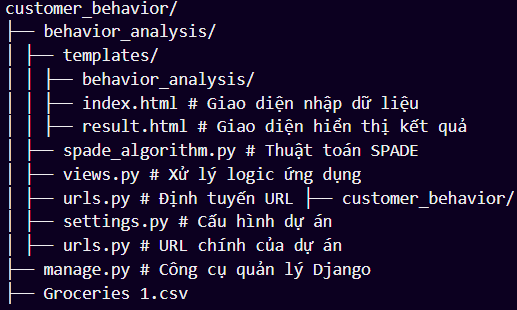 customer_behavior/
├── behavior_analysis/
│ ├── templates/
│ │ ├── behavior_analysis/
│ │ ├── index.html # Giao diện nhập dữ liệu
│ │ ├── result.html # Giao diện hiển thị kết quả
│ ├── spade_algorithm.py # Thuật toán SPADE
│ ├── views.py # Xử lý logic ứng dụng
│ ├── urls.py # Định tuyến URL ├── customer_behavior/
│ ├── settings.py # Cấu hình dự án
│ ├── urls.py # URL chính của dự án
├── manage.py # Công cụ quản lý Django
├── Groceries 1.csv